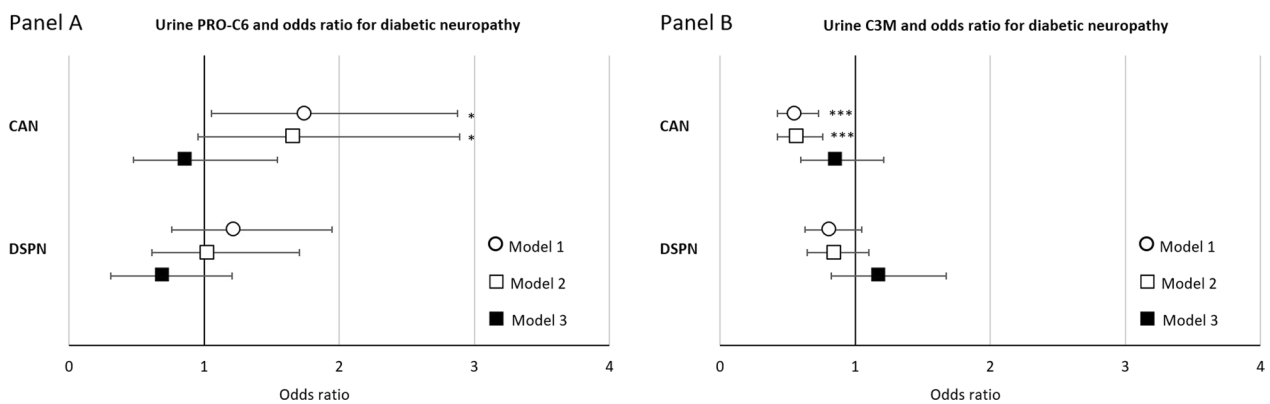 Panel A
Urine PRO-C6 and odds ratio for diabetic neuropathy
CAN
*
*
DSPN
Model 1
Model 2
Model 3
0 1 2 3 4
Odds ratio
Panel B
Urine C3M and odds ratio for diabetic neuropathy
CAN
***
***
DSPN
Model 1
Model 2
Model 3
0 1 2 3 4
Odds ratio